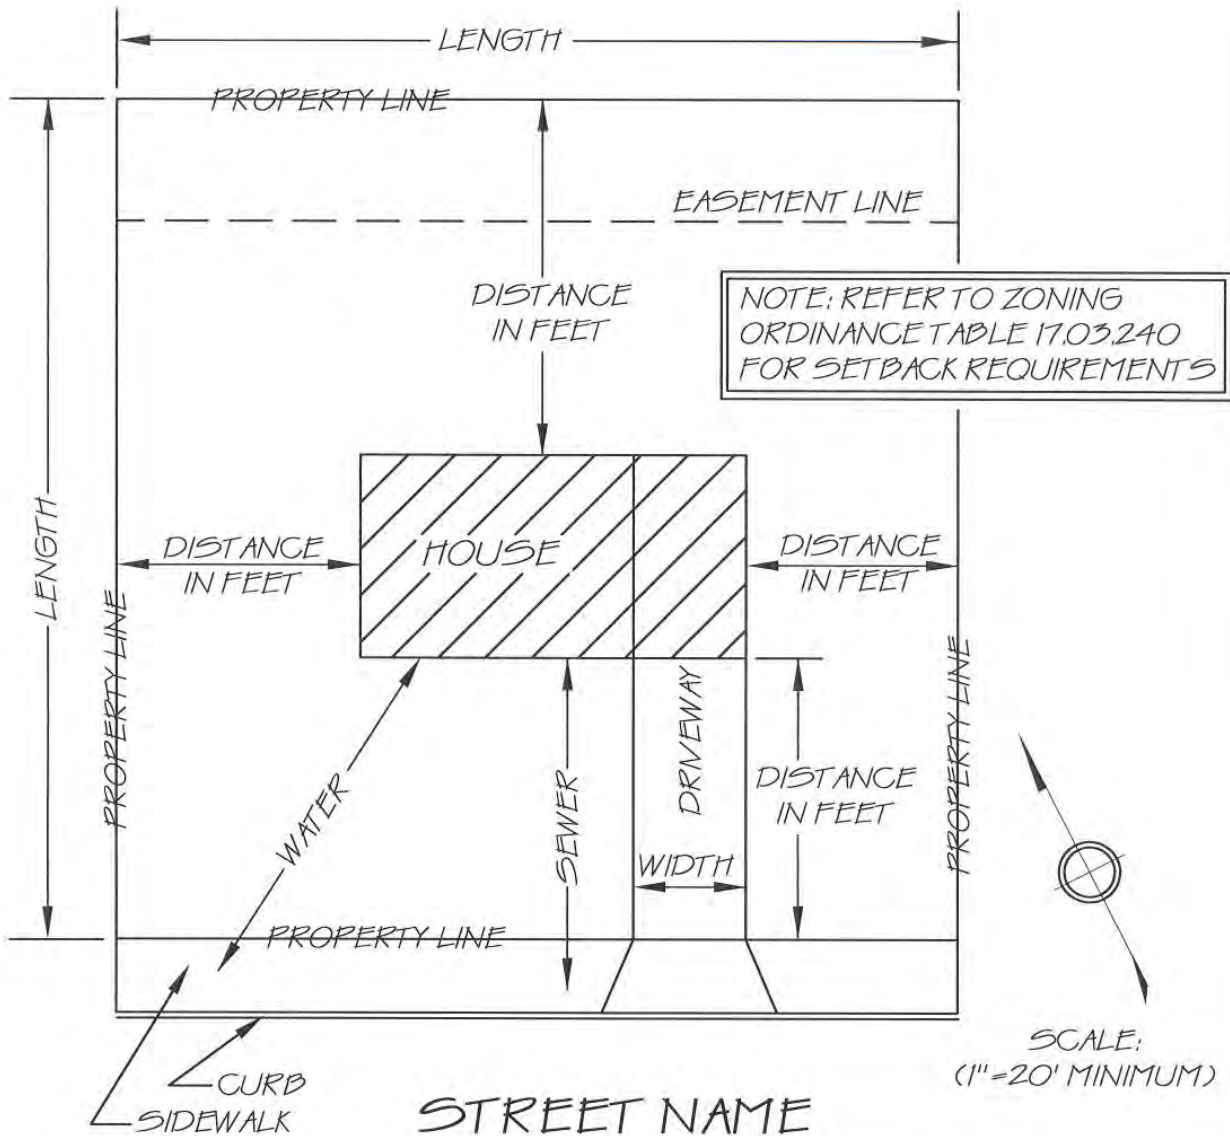 LENGTH
PROPERTY LINE
EASEMENT LINE
DISTANCE
IN FEET
NOTE: REFER TO ZONING
ORDINANCE TABLE 17.03.240
FOR SETBACK REQUIREMENTS
LENGTH
DISTANCE
IN FEET
HOUSE
DISTANCE
IN FEET
PROPERTY LINE
PROPERTY LINE
WATER
SEWER
DRIVEWAY
DISTANCE
IN FEET
WIDTH
PROPERTY LINE
CURB
SIDEWALK
STREET NAME
SCALE:
(1"=20' MINIMUM)